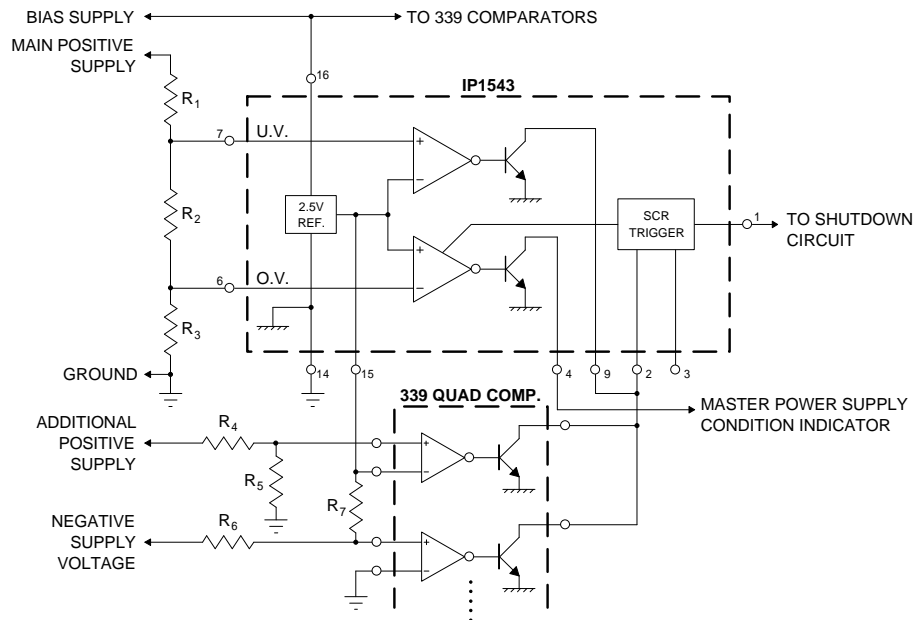 BIAS SUPPLY
TO 339 COMPARATORS
MAIN POSITIVE
SUPPLY
16
IP1543
R1
7
U.V.
+
−
2.5V
REF.
SCR
TRIGGER
1
TO SHUTDOWN
CIRCUIT
R2
+
−
6
O.V.
R3
GROUND
14
15
4
9
2
3
339 QUAD COMP.
MASTER POWER SUPPLY
CONDITION INDICATOR
ADDITIONAL
POSITIVE
SUPPLY
R4
+
−
R5
R7
NEGATIVE
SUPPLY
VOLTAGE
R6
+
−